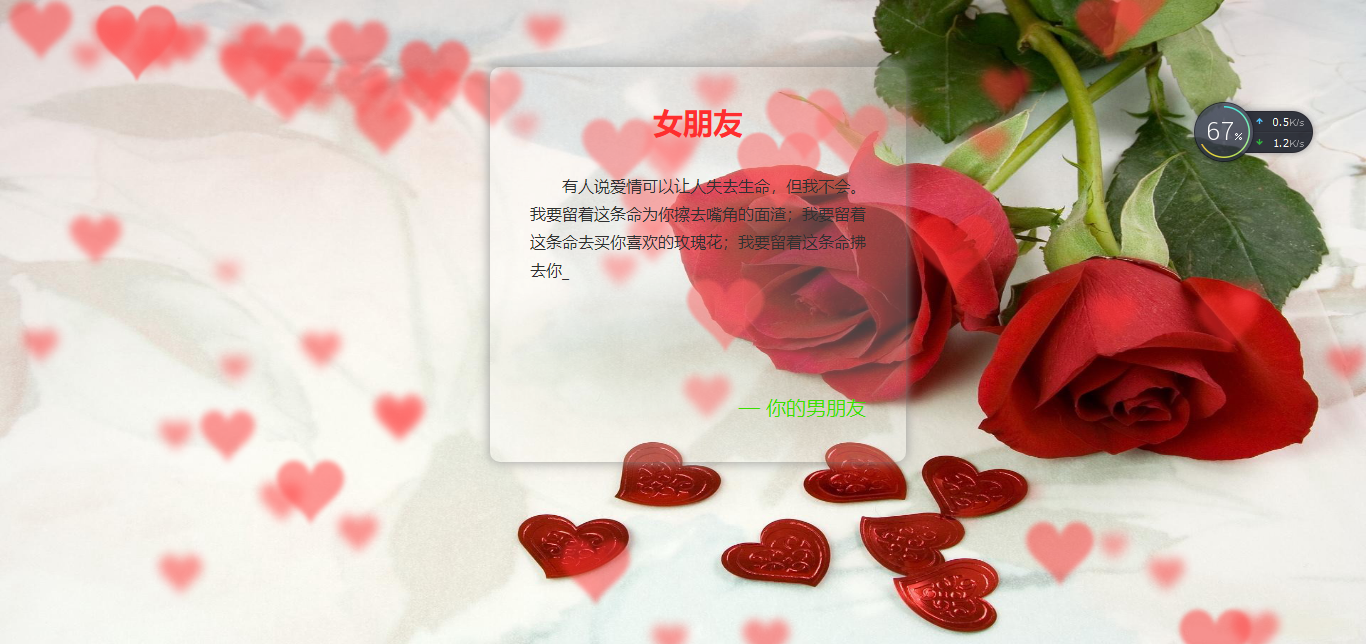 女朋友
有人说爱情可以让人失去生命，但我不会。
我要留着这条命为你擦去嘴角的面渣；我要留着
这条命去买你喜欢的玫瑰花；我要留着这条命拂
去你_
— 你的男朋友
67%
0.5K/s
1.2K/s